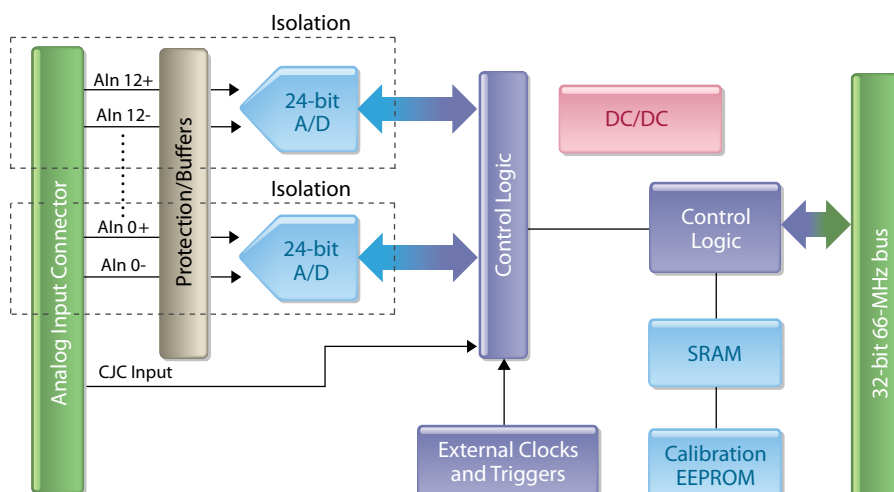 Isolation
AIn 12+
AIn 12-
24-bit
A/D
DC/DC
Isolation
AIn 0+
AIn 0-
24-bit
A/D
Analog Input Connector
Protection/Buffers
Control Logic
Control
Logic
32-bit 66-MHz bus
SRAM
CJC Input
External Clocks
and Triggers
Calibration
EEPROM